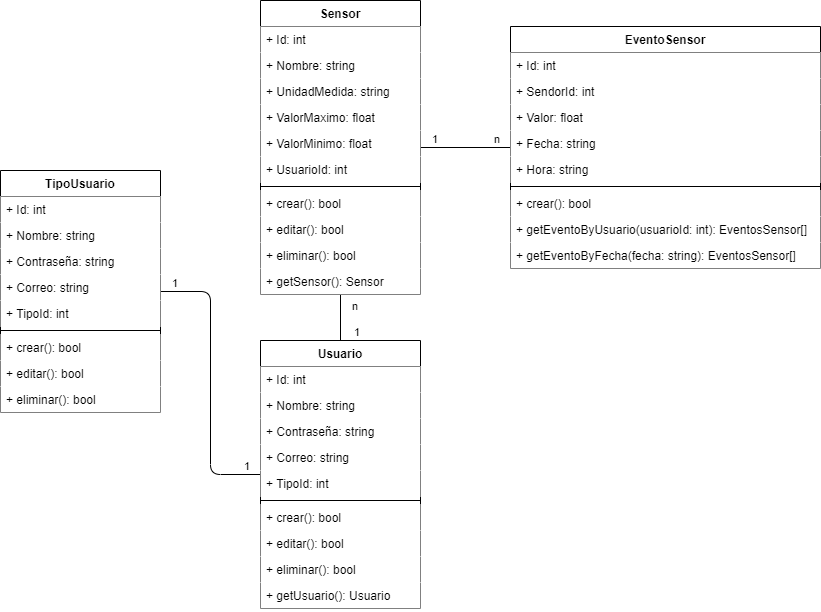 Sensor
+ Id: int
+ Nombre: string
+ UnidadMedida: string
+ ValorMaximo: float
+ ValorMinimo: float
+ UsuarioId: int
+ crear(): bool
+ editar(): bool
+ eliminar(): bool
+ getSensor(): Sensor
1
n
EventoSensor
+ Id: int
+ SendorId: int
+ Valor: float
+ Fecha: string
+ Hora: string
+ crear(): bool
+ getEventoByUsuario(usuarioId: int): EventosSensor[]
+ getEventoByFecha(fecha: string): EventosSensor[]
TipoUsuario
+ Id: int
+ Nombre: string
+ Contraseña: string
+ Correo: string
+ TipoId: int
+ crear(): bool
+ editar(): bool
+ eliminar(): bool
1
1
n
1
Usuario
+ Id: int
+ Nombre: string
+ Contraseña: string
+ Correo: string
+ TipoId: int
+ crear(): bool
+ editar(): bool
+ eliminar(): bool
+ getUsuario(): Usuario